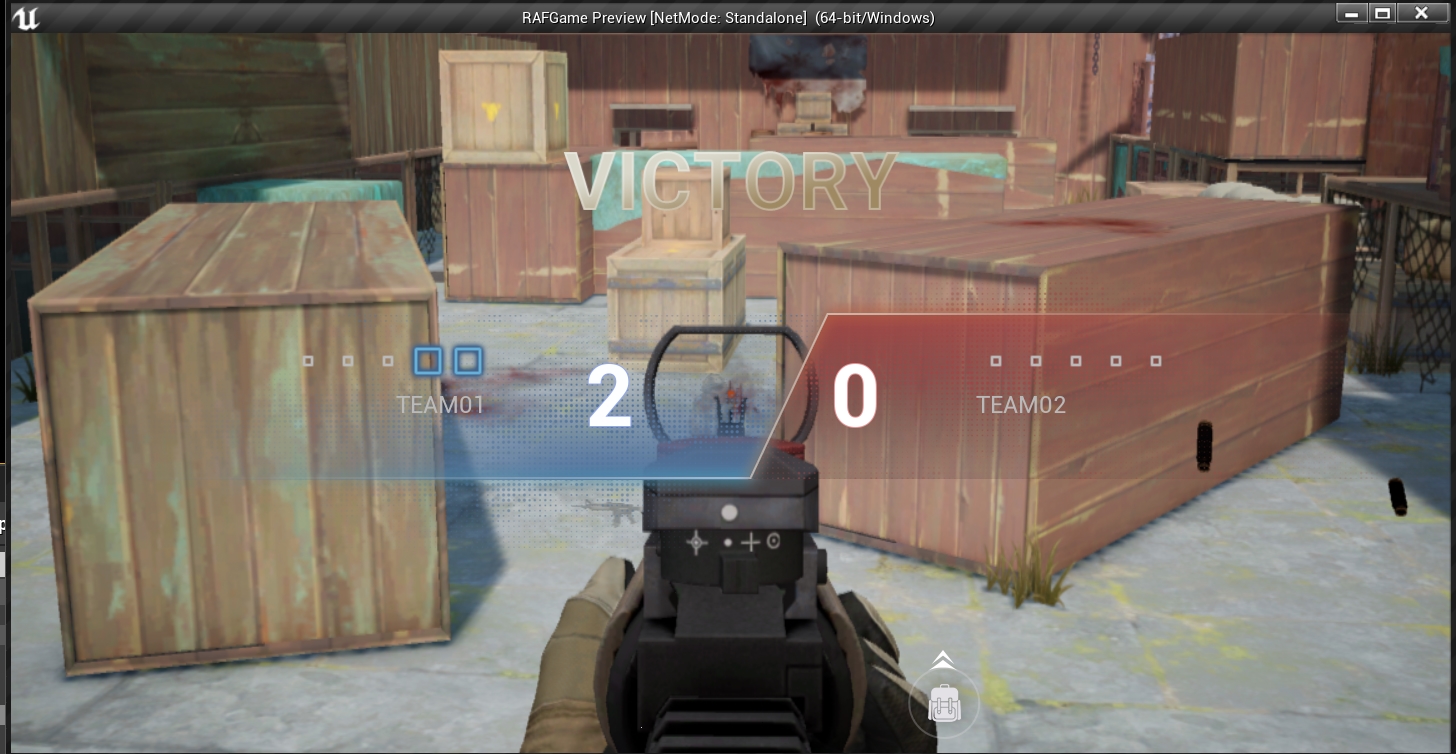 RAFGame Preview [NetMode: Standalone] (64-bit/Windows)
VICTORY
2
0
TEAM01
TEAM02